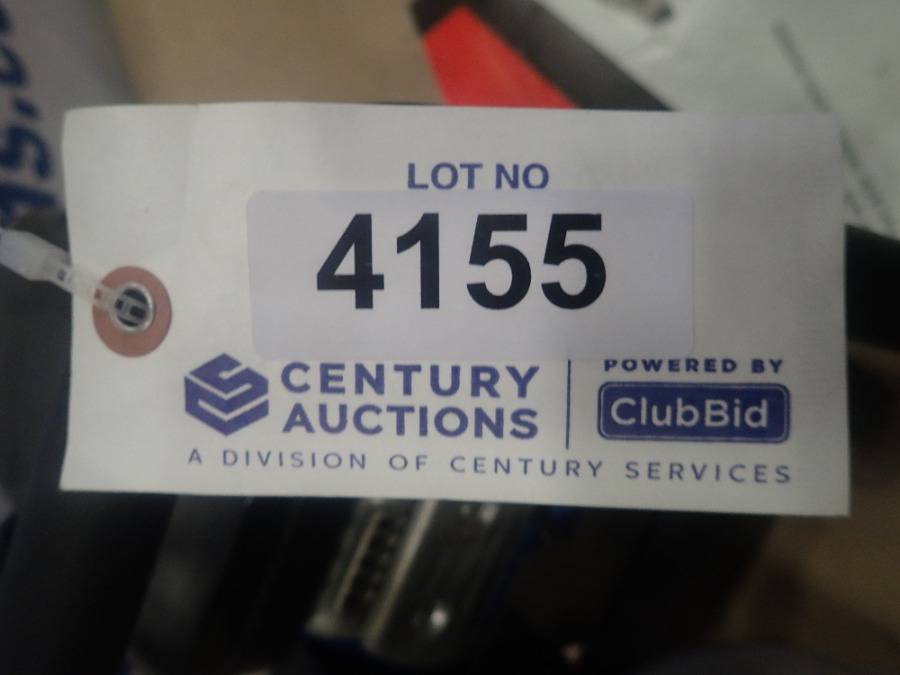 LOT NO
4155
CENTURY
AUCTIONS
POWERED BY
ClubBid
A DIVISION OF CENTURY SERVICES